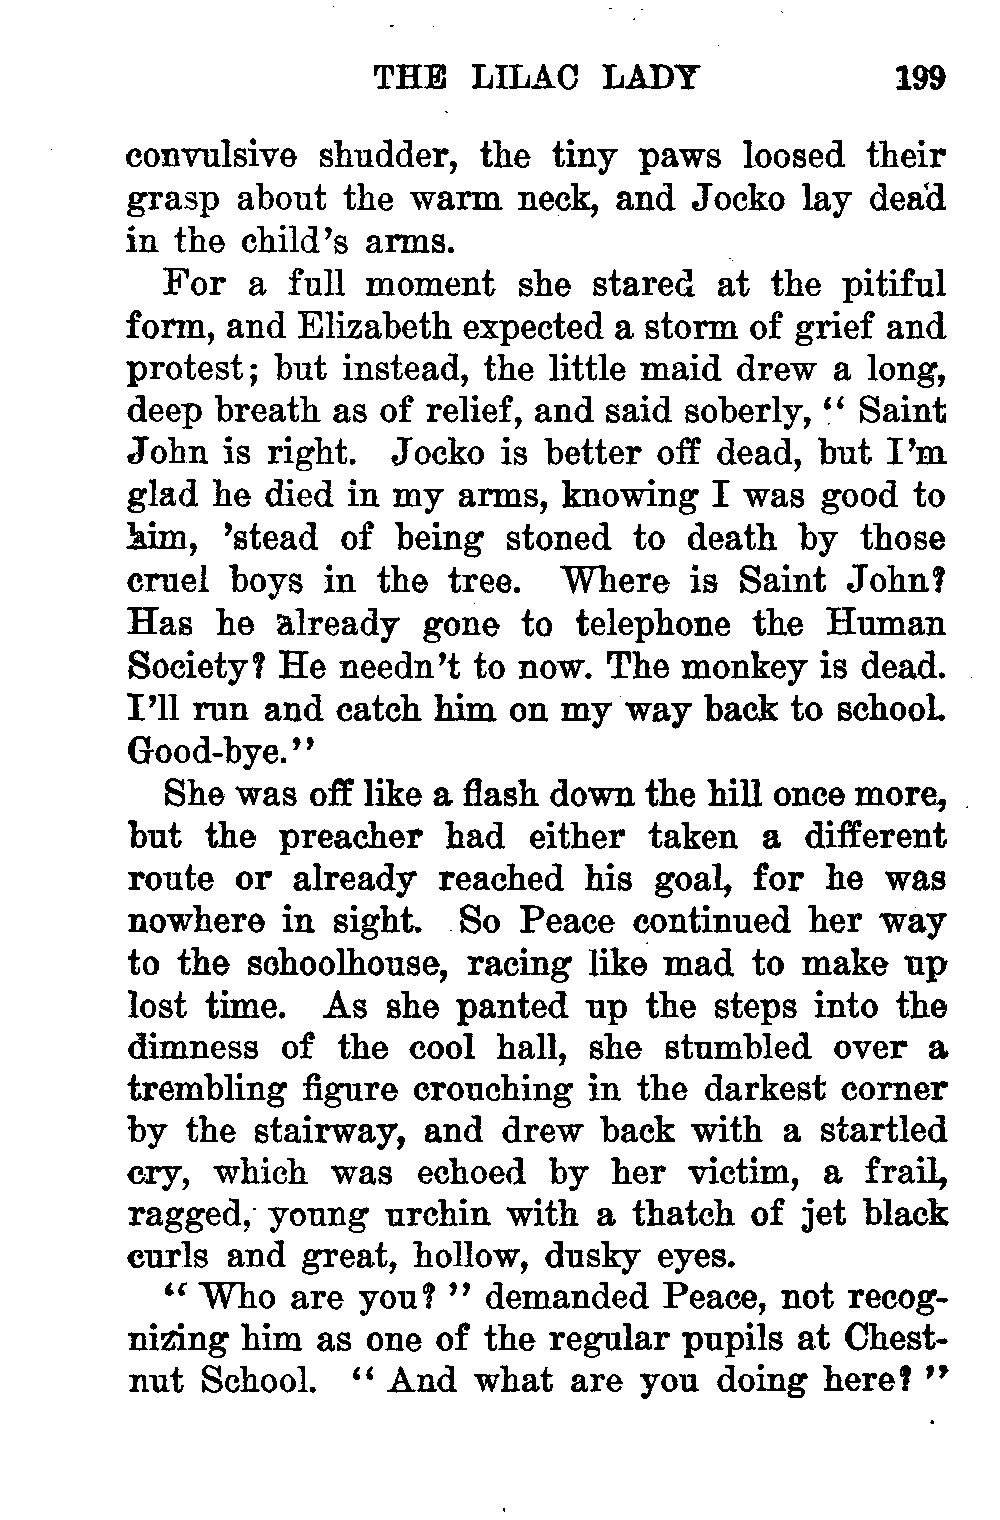 THE LILAC LADY 199
convulsive shudder, the tiny paws loosed their
grasp about the warm neck, and Jocko lay dead
in the child's arms.
For a full moment she stared at the pitiful
form, and Elizabeth expected a storm of grief and
protest; but instead, the little maid drew a long,
deep breath as of relief, and said soberly, “ Saint
John is right. Jocko is better off dead, but I'm
glad he died in my arms, knowing I was good to
him, 'stead of being stoned to death by those
cruel boys in the tree. Where is Saint John?
Has he already gone to telephone the Human
Society? He needn't to now. The monkey is dead.
I'll run and catch him on my way back to school.
Good-bye.”
She was off like a flash down the hill once more,
but the preacher had either taken a different
route or already reached his goal, for he was
nowhere in sight. So Peace continued her way
to the schoolhouse, racing like mad to make up
lost time. As she panted up the steps into the
dimness of the cool hall, she stumbled over a
trembling figure crouching in the darkest corner
by the stairway, and drew back with a startled
cry, which was echoed by her victim, a frail,
ragged, young urchin with a thatch of jet black
curls and great, hollow, dusky eyes.
“ Who are you? ” demanded Peace, not recog-
nizing him as one of the regular pupils at Chest-
nut School. “ And what are you doing here? ”